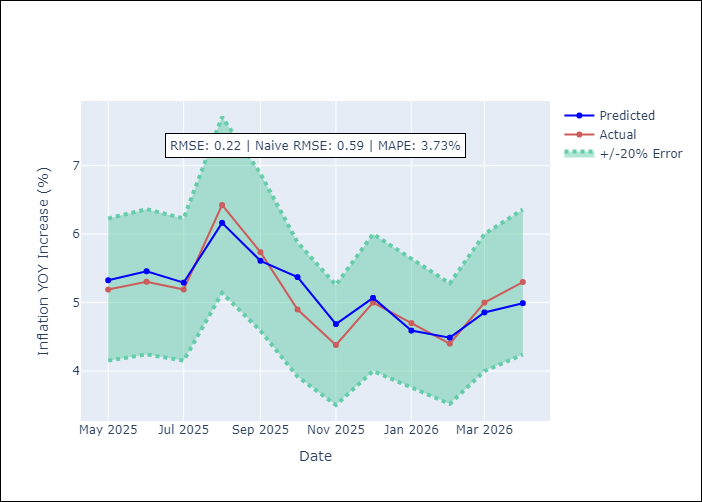 Predicted
Actual
+/-20% Error
RMSE: 0.22 | Naive RMSE: 0.59 | MAPE: 3.73%
Inflation YOY Increase (%)
7
6
5
4
May 2025 Jul 2025 Sep 2025 Nov 2025 Jan 2026 Mar 2026
Date